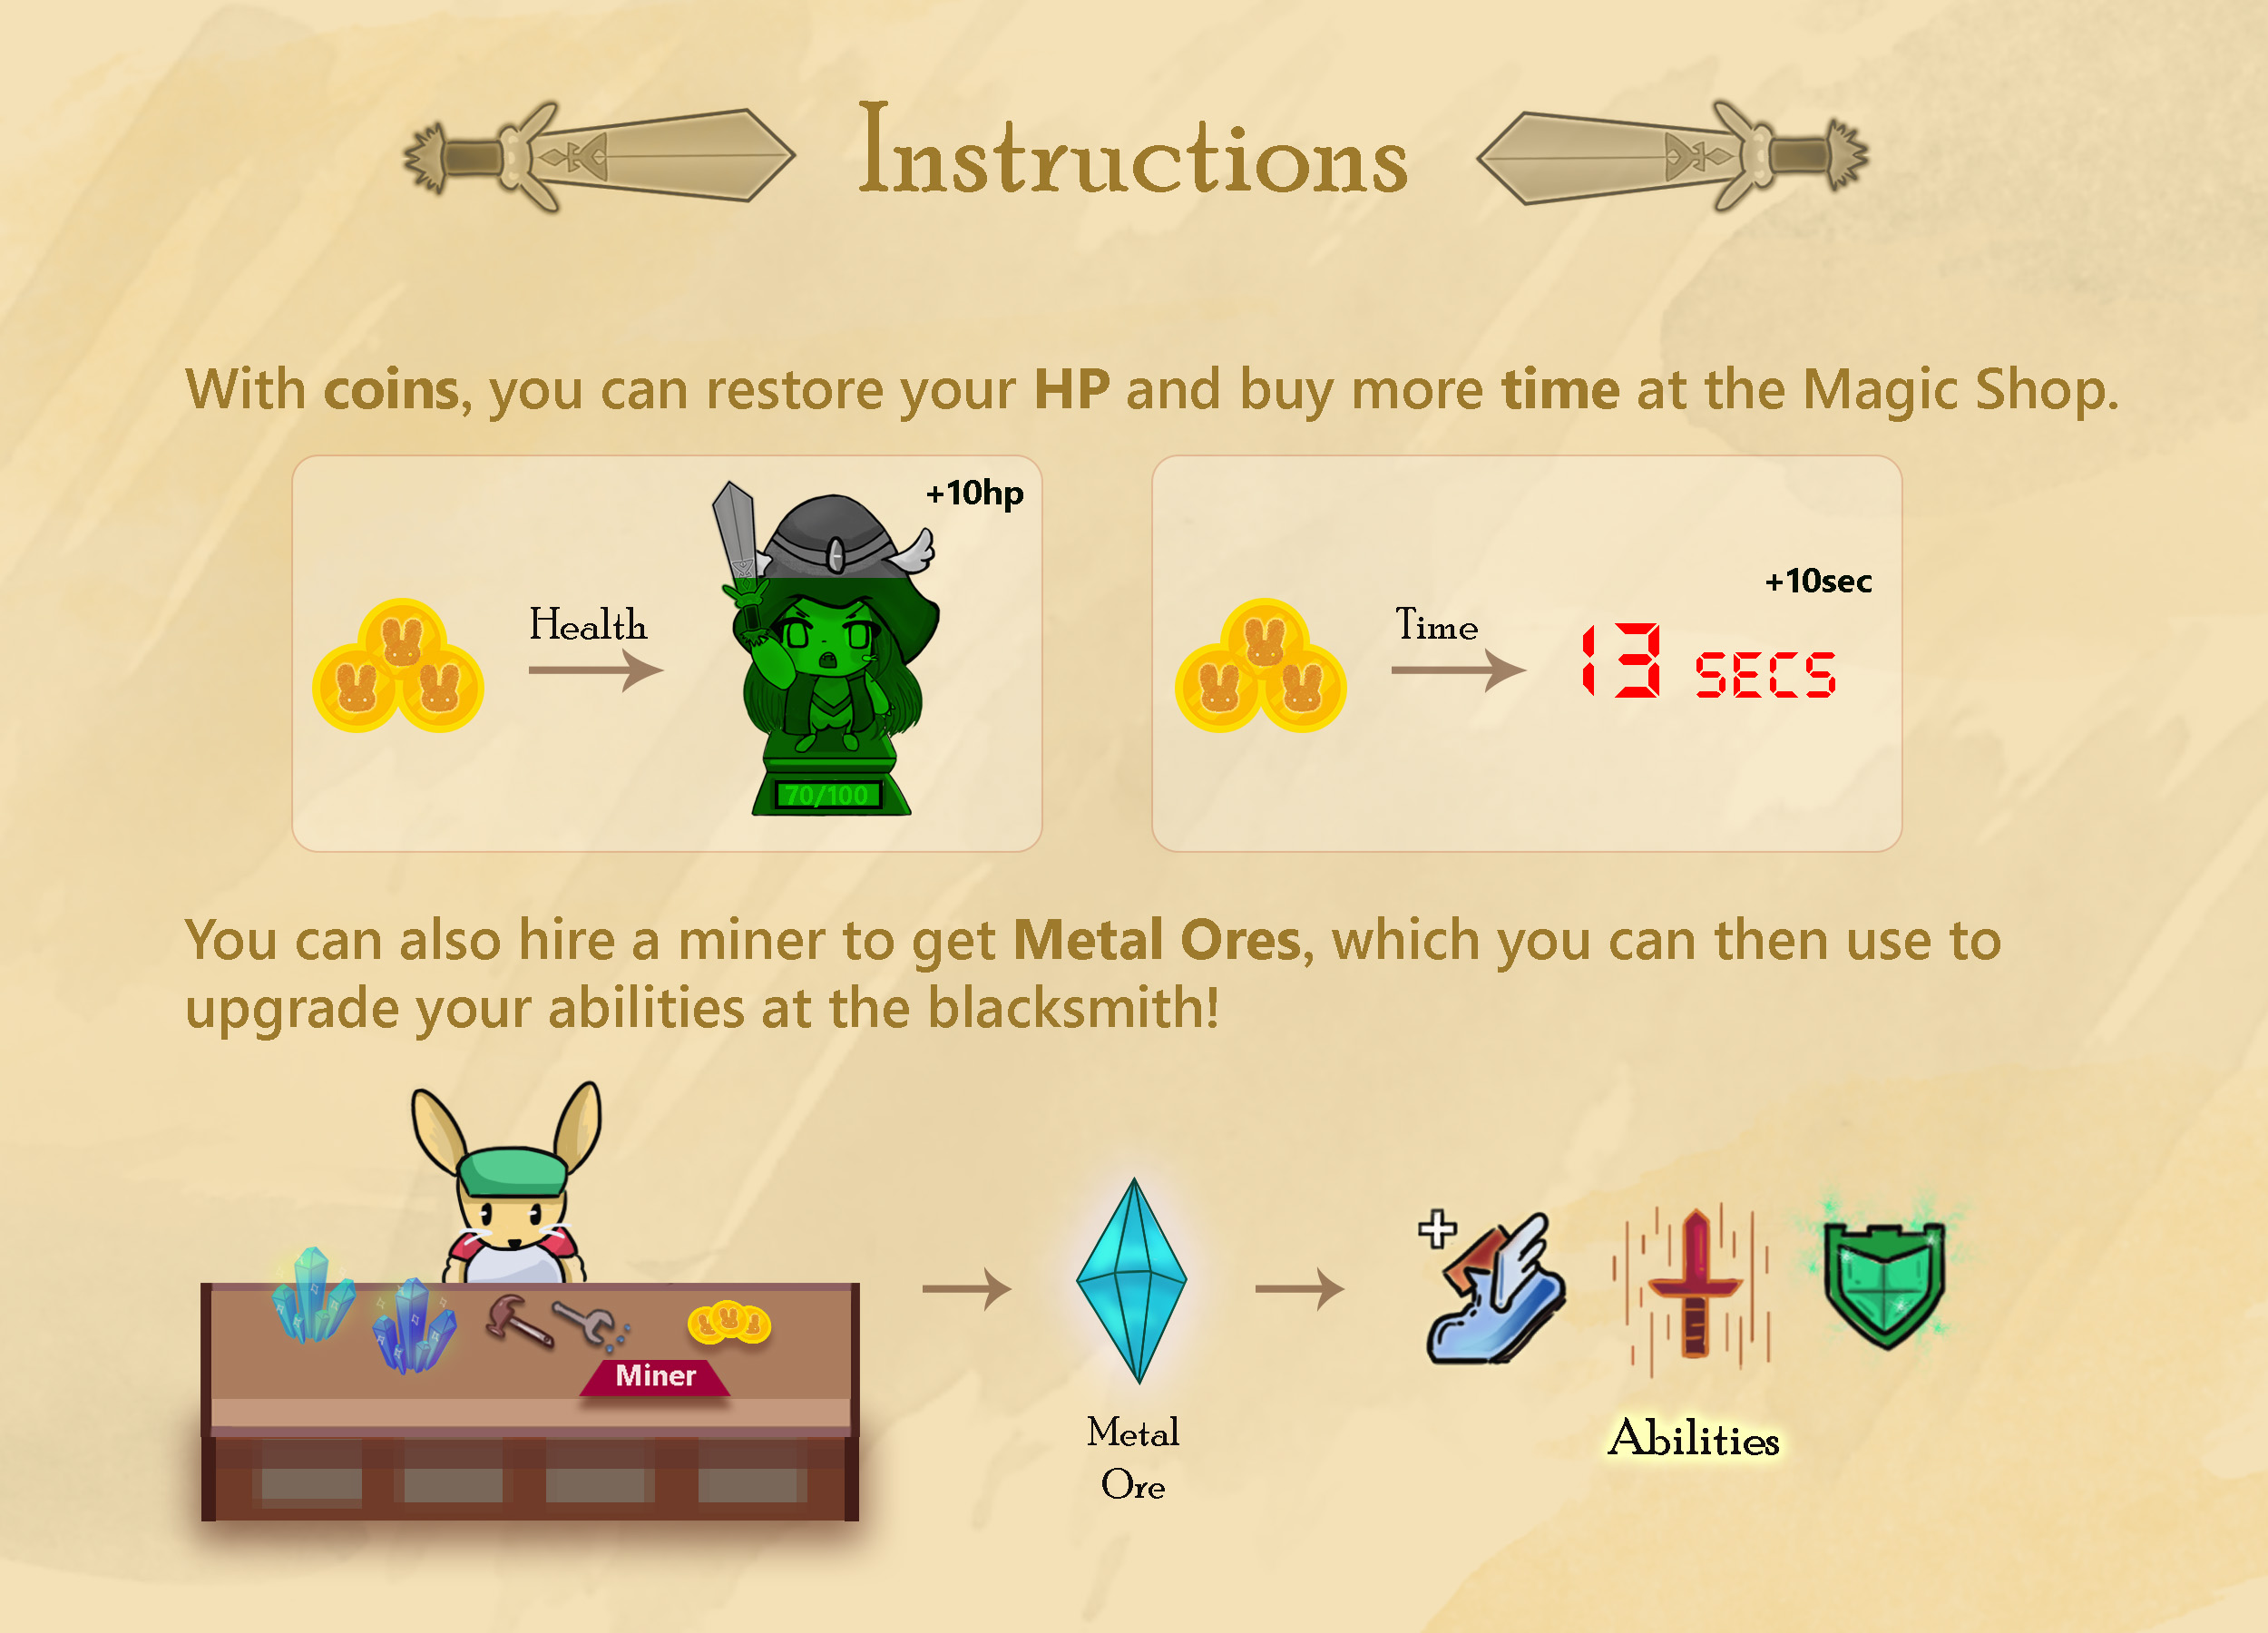 Instructions
With coins, you can restore your HP and buy more time at the Magic Shop.
+10hp
Health
70/100
+10sec
Time
13 SECS
You can also hire a miner to get Metal Ores, which you can then use to
upgrade your abilities at the blacksmith!
Miner
Metal
Ore
Abilities